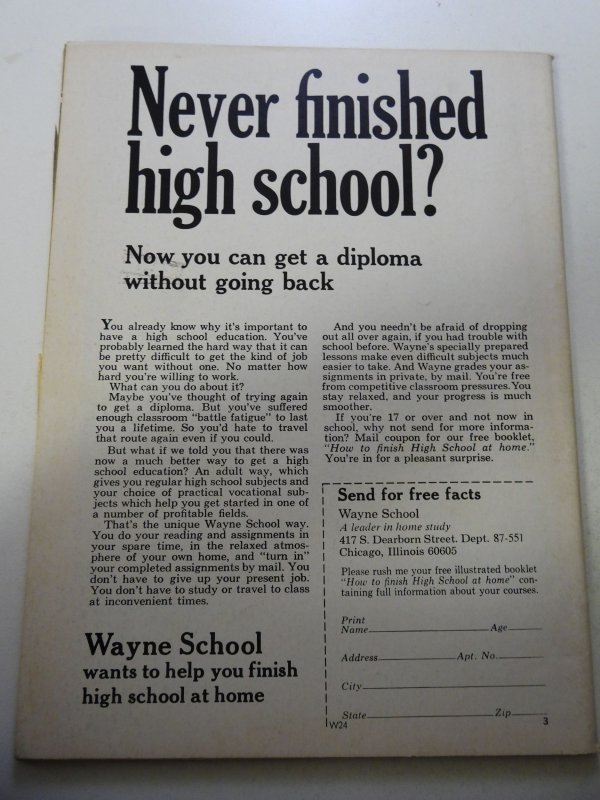 Never finished
high school?
Now you can get a diploma
without going back
You already know why it's important to
have a high school education. You've
probably learned the hard way that it can
be pretty difficult to get the kind of job
you want without one. No matter how
hard you're willing to work.
What can you do about it?
Maybe you've thought of trying again
to get a diploma. But you've suffered
enough classroom "battle fatigue" to last
you a lifetime. So you'd hate to travel
that route again even if you could.
But what if we told you that there was
now a much better way to get a high
school education? An adult way, which
gives you regular high school subjects and
your choice of practical vocational sub-
jects which help you get started in one of
a number of profitable fields.
That's the unique Wayne School way.
You do your reading and assignments in
your spare time, in the relaxed atmos-
phere of your own home, and "turn in"
your completed assignments by mail. You
don't have to give up your present job.
You don't have to study or travel to class
at inconvenient times.
Wayne School
wants to help you finish
high school at home
And you needn't be afraid of dropping
out all over again, if you had trouble with
school before. Wayne's specially prepared
lessons make even difficult subjects much
easier to take. And Wayne grades your as-
signments in private, by mail. You're free
from competitive classroom pressures. You
stay relaxed, and your progress is much
smoother.
If you're 17 or over and not now in
school, why not send for more informa-
tion? Mail coupon for our free booklet,
"How to finish High School at home."
You're in for a pleasant surprise.
Send for free facts
Wayne School
A leader in home study
417 S. Dearborn Street. Dept. 87-551
Chicago, Illinois 60605
Please rush me your free illustrated booklet
"How to finish High School at home" con-
taining full information about your courses.
Print
Name Age
Address Apt. No.
City
State Zip
W24 3